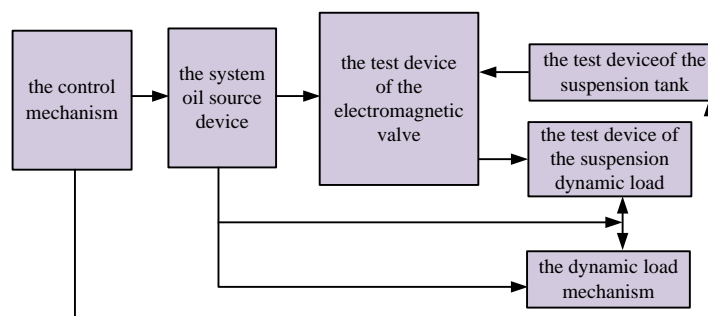 the control
mechanism
the system
oil source
device
the test device
of the
electromagnetic
valve
the test deviceof the
suspension tank
the test device of
the suspension
dynamic load
the dynamic load
mechanism